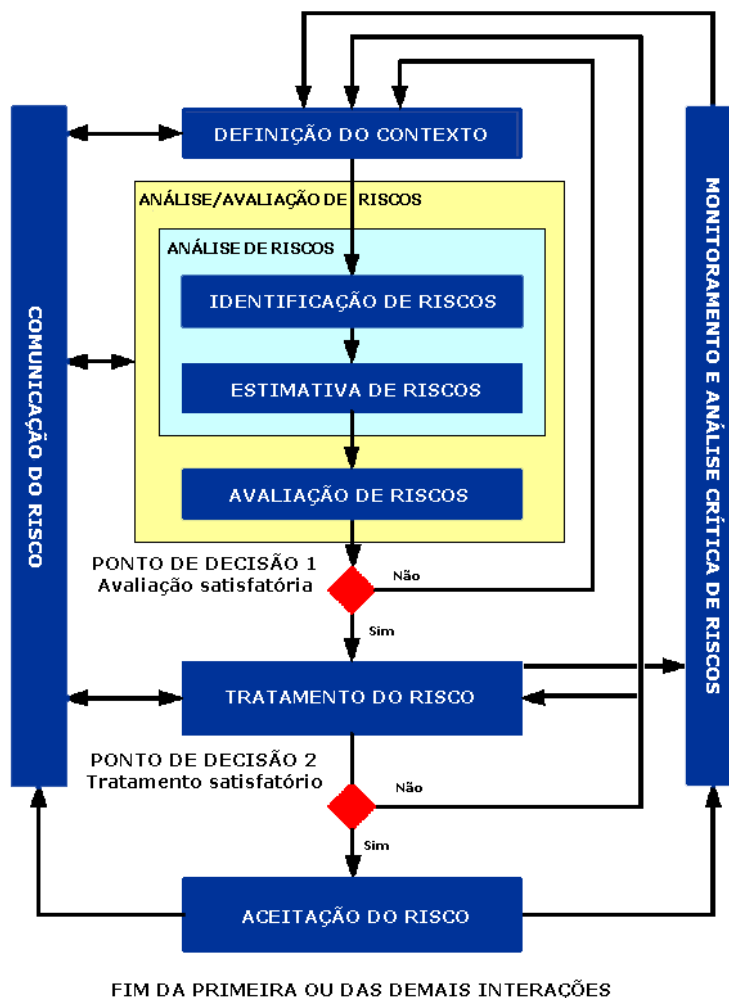 DEFINIÇÃO DO CONTEXTO
ANÁLISE/AVALIAÇÃO DE RISCOS
ANÁLISE DE RISCOS
IDENTIFICAÇÃO DE RISCOS
ESTIMATIVA DE RISCOS
AVALIAÇÃO DE RISCOS
COMUNICAÇÃO DO RISCO
MONITORAMENTO E ANÁLISE CRÍTICA DE RISCOS
PONTO DE DECISÃO 1
Avaliação satisfatória
Não
Sim
TRATAMENTO DO RISCO
PONTO DE DECISÃO 2
Tratamento satisfatório
Não
Sim
ACEITAÇÃO DO RISCO
FIM DA PRIMEIRA OU DAS DEMAIS INTERAÇÕES